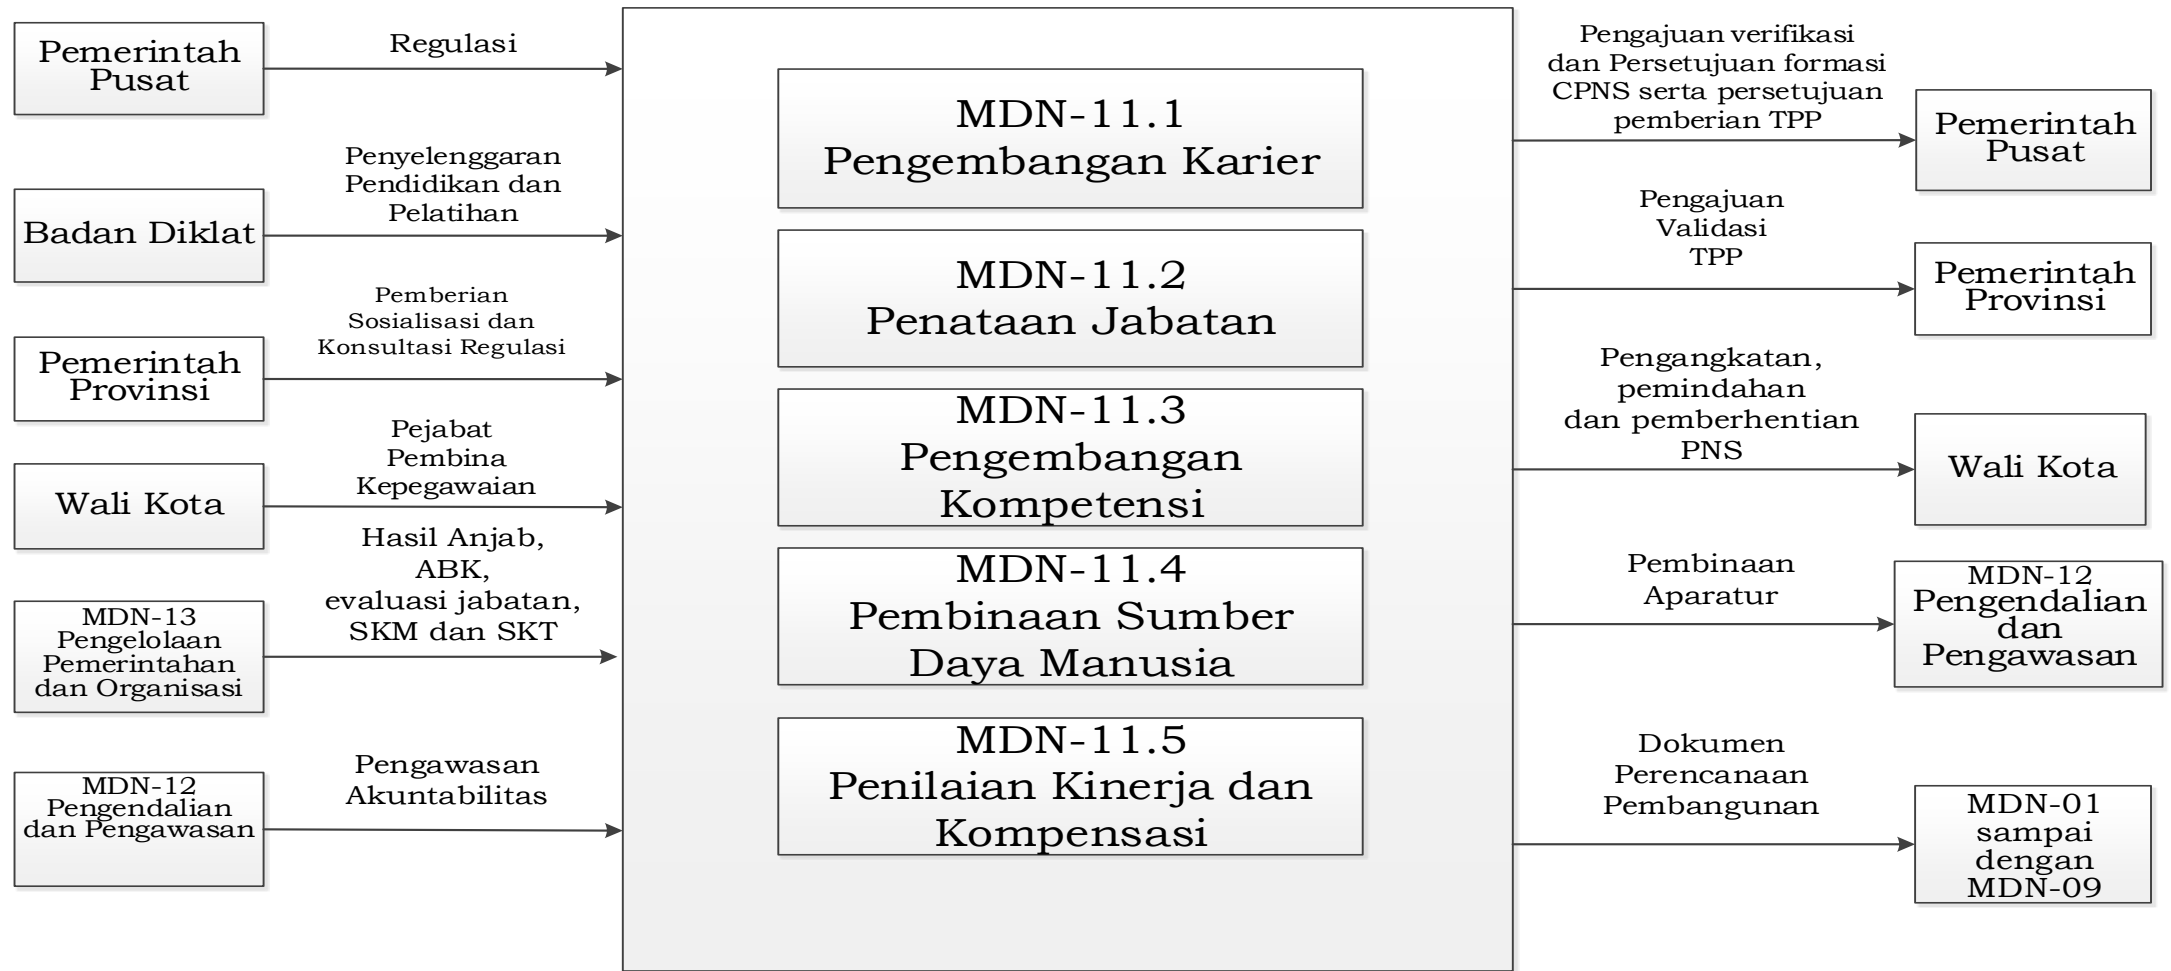 Pemerintah
Pusat
Regulasi
Badan Diklat
Penyelenggaran
Pendidikan dan
Pelatihan
Pemerintah
Provinsi
Pemberian
Sosialisasi dan
Konsultasi Regulasi
Wali Kota
Pejabat
Pembina
Kepegawaian
MDN-13
Pengelolaan
Pemerintahan
dan Organisasi
Hasil Anjab,
ABK,
evaluasi jabatan,
SKM dan SKT
MDN-12
Pengendalian
dan Pengawasan
Pengawasan
Akuntabilitas
MDN-11.1
Pengembangan Karier
MDN-11.2
Penataan Jabatan
MDN-11.3
Pengembangan
Kompetensi
MDN-11.4
Pembinaan Sumber
Daya Manusia
MDN-11.5
Penilaian Kinerja dan
Kompensasi
Pengajuan verifikasi
dan Persetujuan formasi
CPNS serta persetujuan
pemberian TPP
Pemerintah
Pusat
Pengajuan
Validasi
TPP
Pemerintah
Provinsi
Pengangkatan,
pemindahan
dan pemberhentian
PNS
Wali Kota
Pembinaan
Aparatur
MDN-12
Pengendalian
dan
Pengawasan
Dokumen
Perencanaan
Pembangunan
MDN-01
sampai
dengan
MDN-09